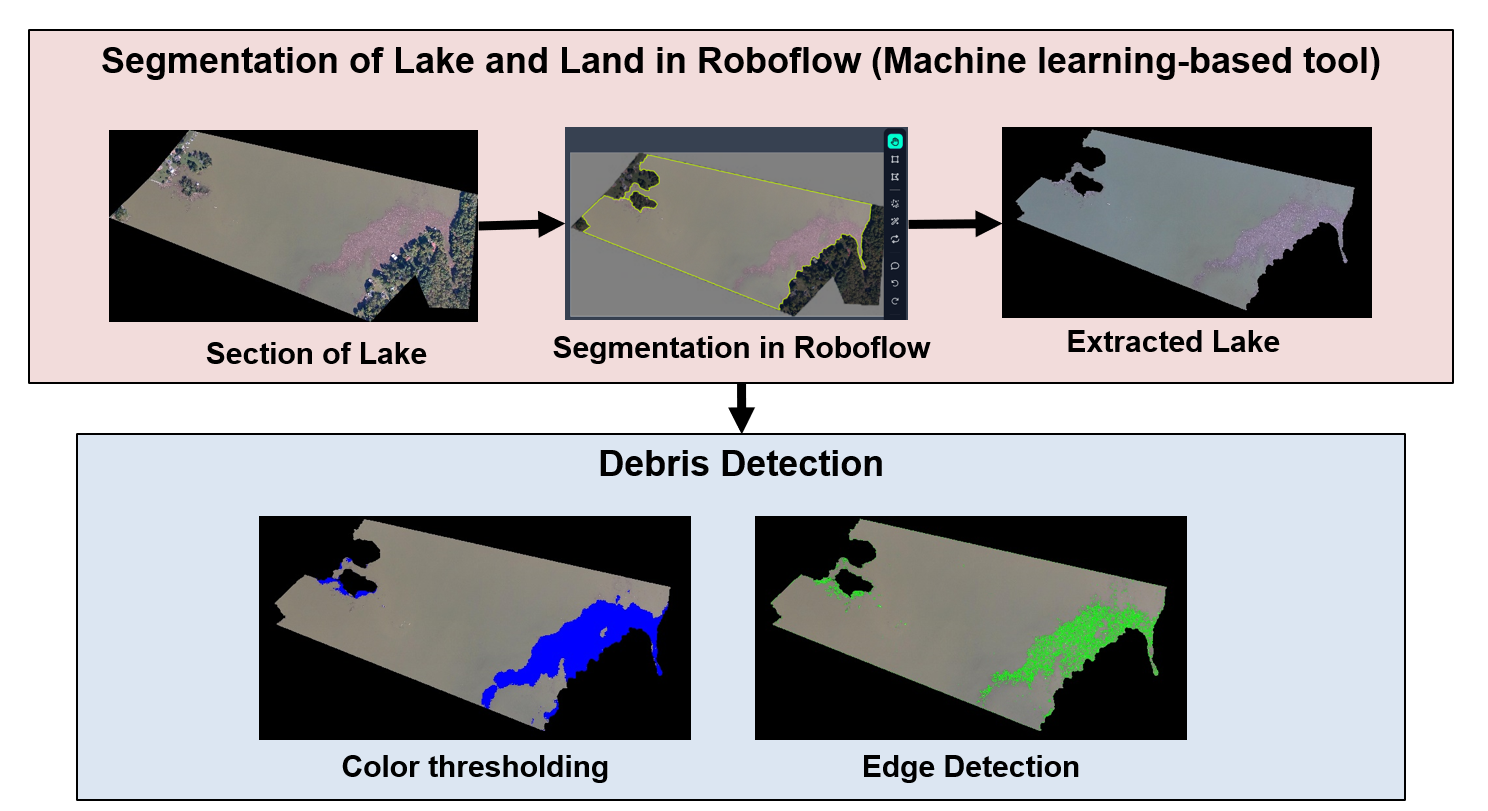 Segmentation of Lake and Land in Roboflow (Machine learning-based tool)
Section of Lake
Segmentation in Roboflow
Extracted Lake
Debris Detection
Color thresholding
Edge Detection